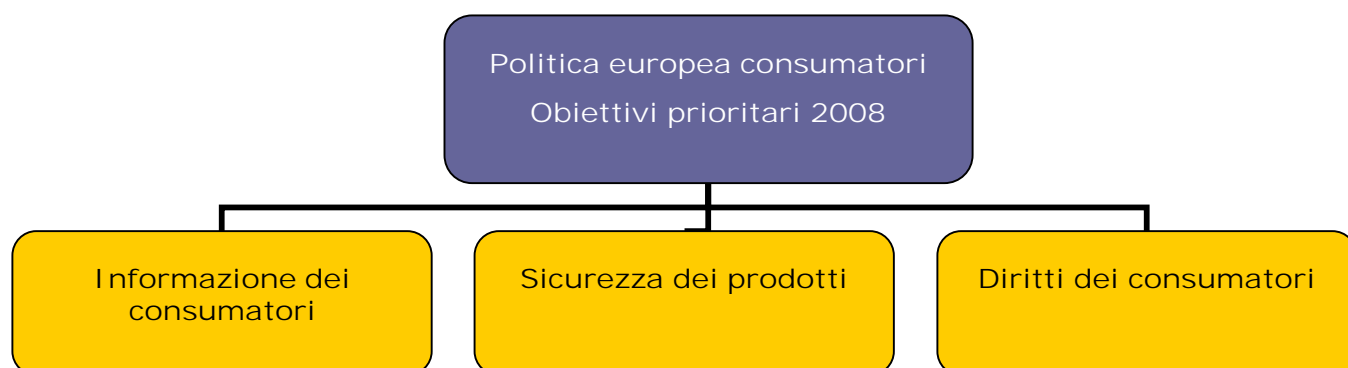 Politica europea consumatori
Obiettivi prioritari 2008
Informazione dei
consumatori
Sicurezza dei prodotti
Diritti dei consumatori